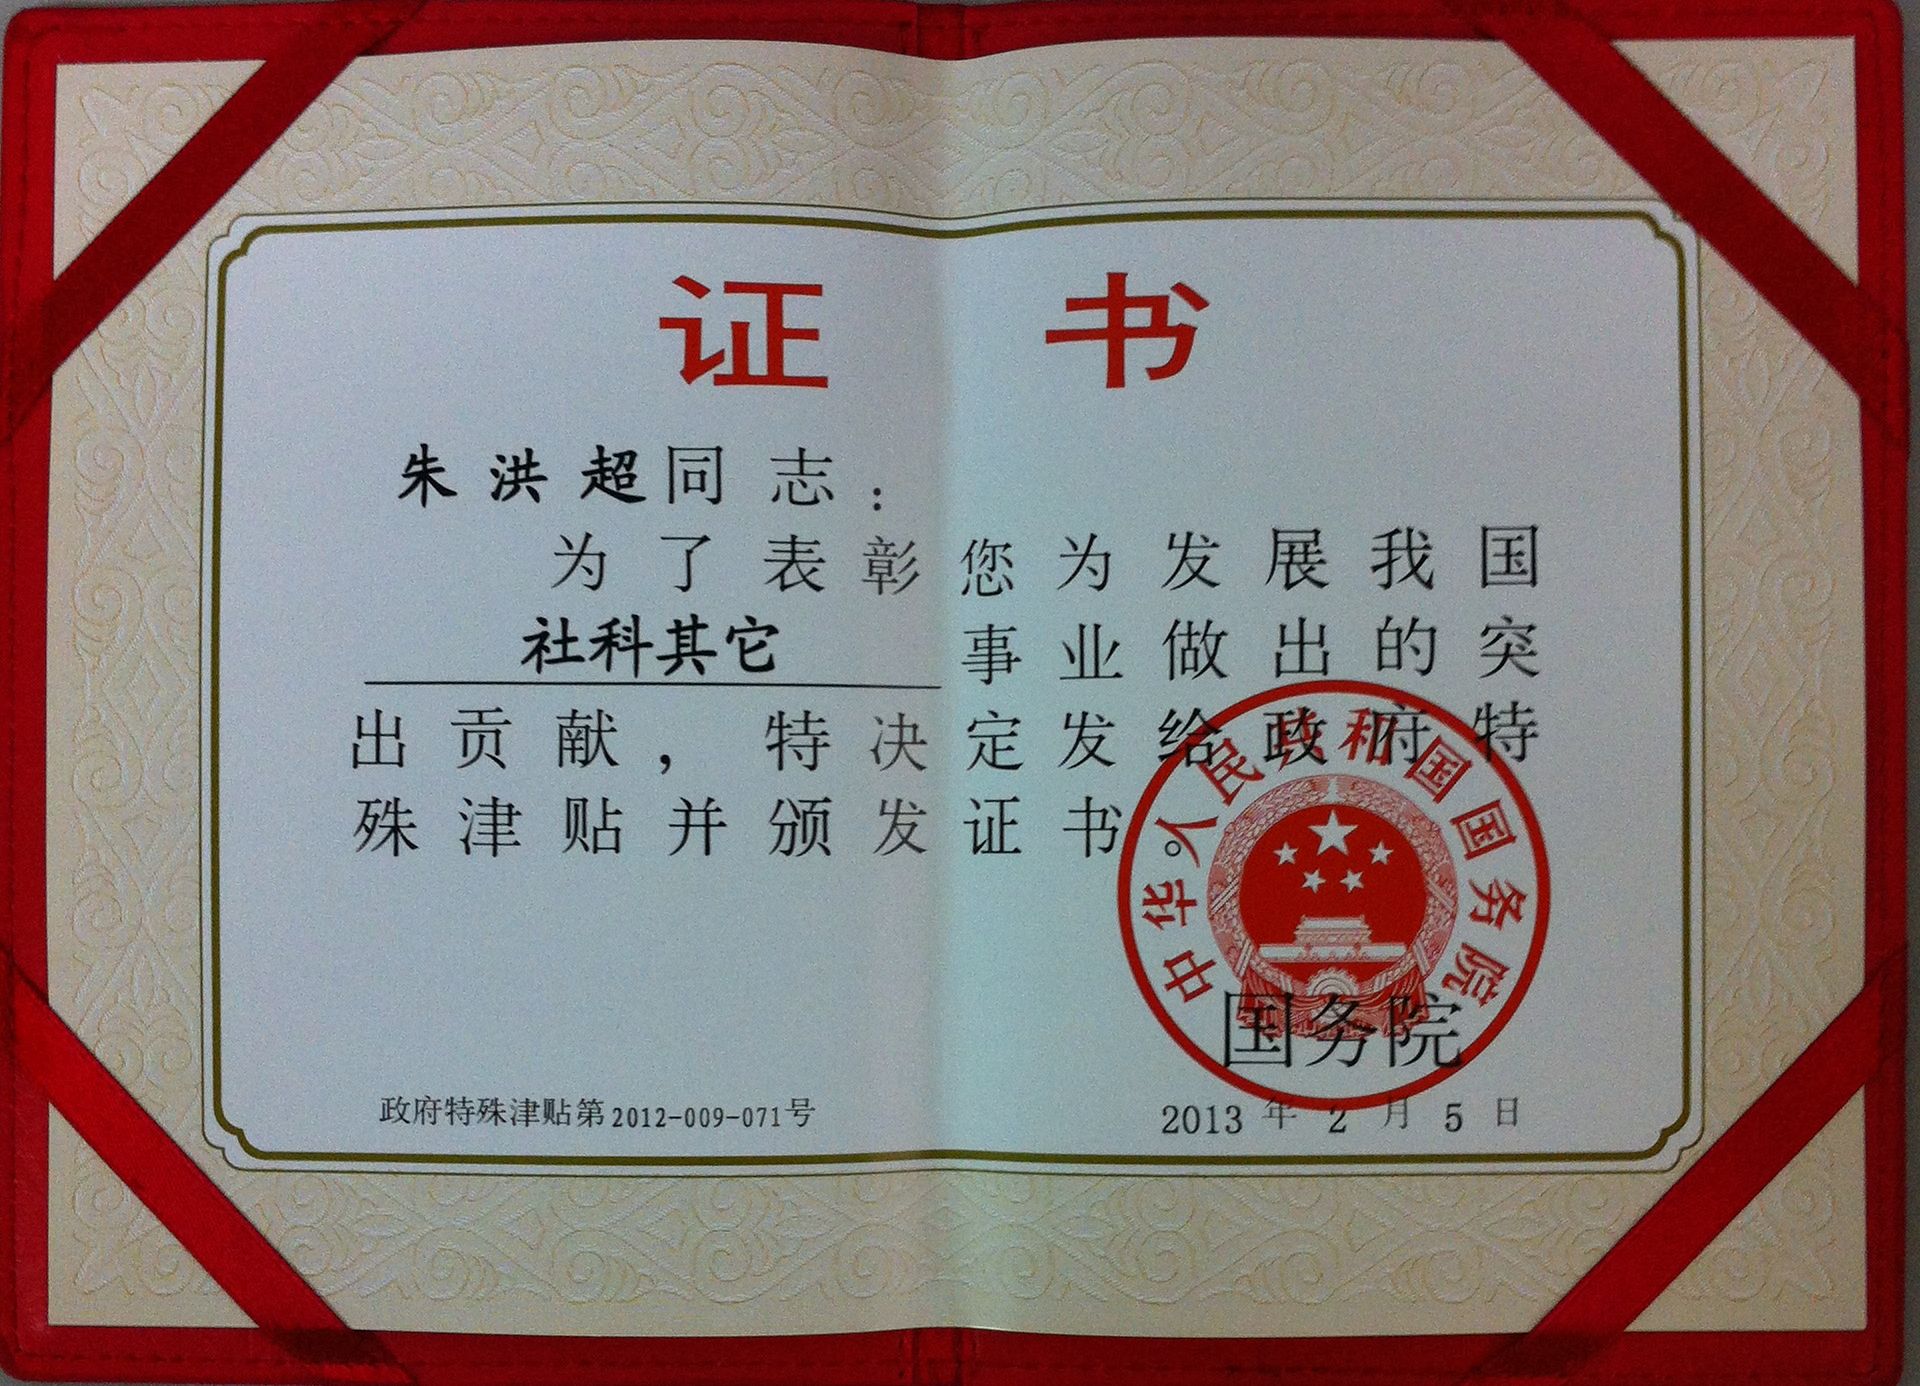 证书
朱洪超同志：
为了表彰您为发展我国
社科其它 事业做出的突
出贡献，特决定发给政府特
殊津贴并颁发证书。
中华人民共和国国务院
国务院
政府特殊津贴第2012-009-071号
2013年2月5日